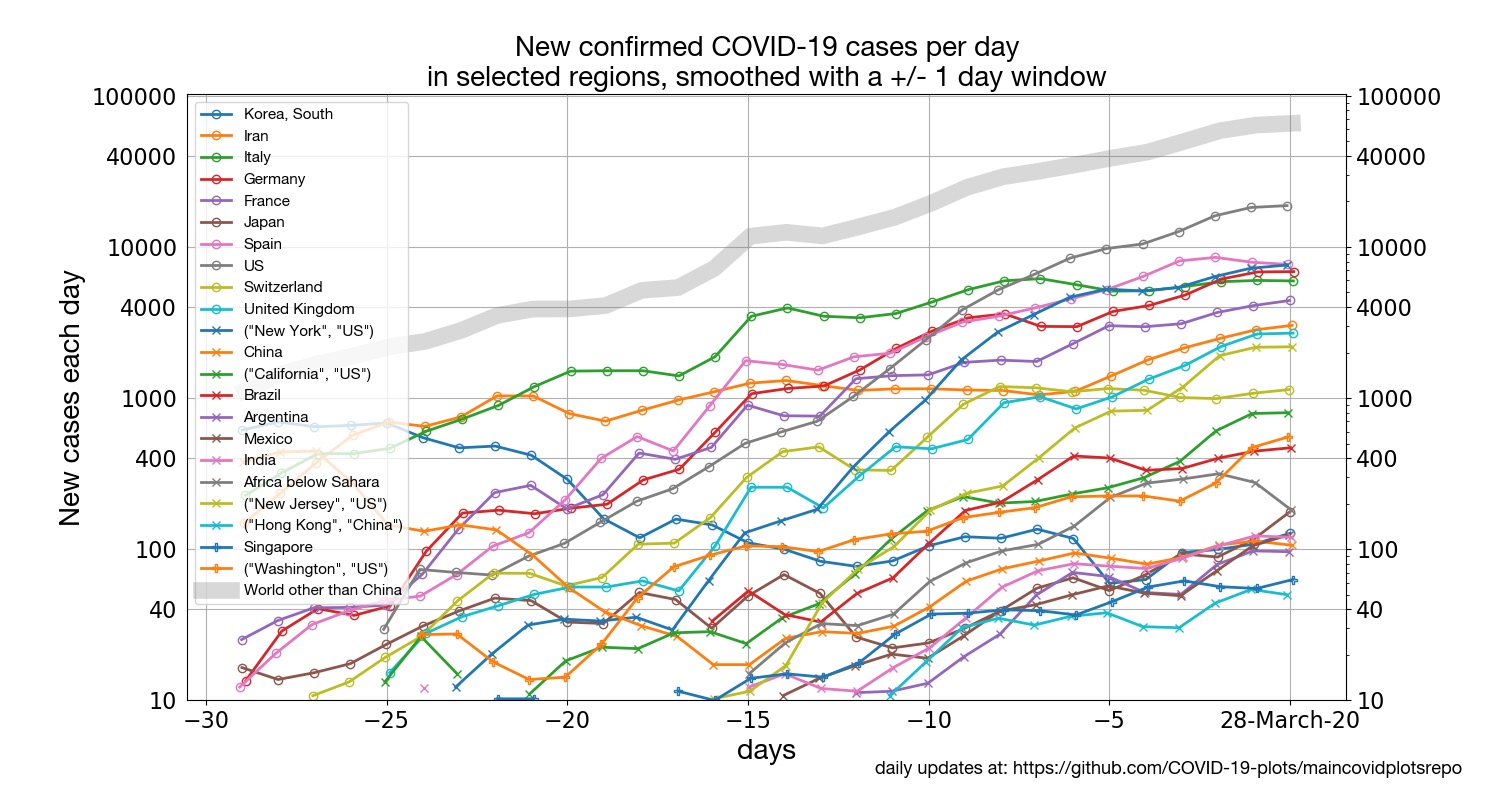 New confirmed COVID-19 cases per day
in selected regions, smoothed with a +/- 1 day window
100000
40000
10000
4000
1000
400
100
40
10
100000
40000
10000
4000
1000
400
100
40
10
New cases each day
Korea, South
Iran
Italy
Germany
France
Japan
Spain
US
Switzerland
United Kingdom
("New York", "US")
China
("California", "US")
Brazil
Argentina
Mexico
India
Africa below Sahara
("New Jersey", "US")
("Hong Kong", "China")
Singapore
("Washington", "US")
World other than China
−30 −25 −20 −15 −10 −5 28-March-20
days
daily updates at: https://github.com/COVID-19-plots/maincovidplotsrepo